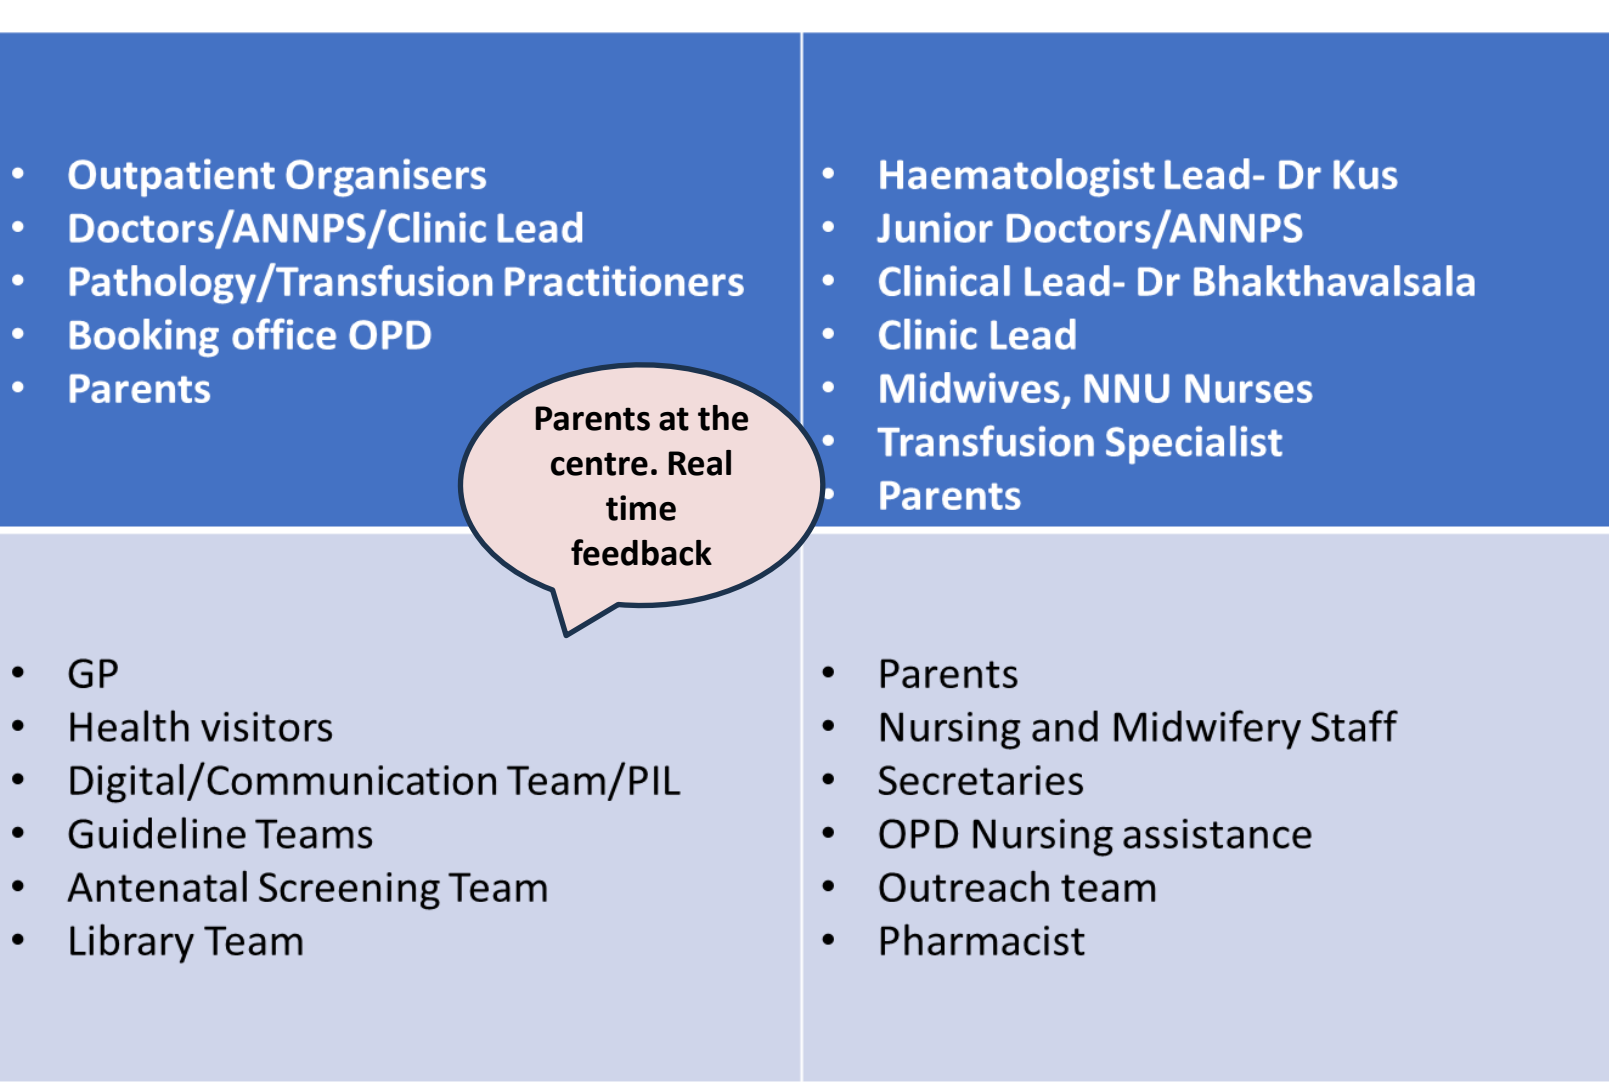 • Outpatient Organisers
• Doctors/ANNPS/Clinic Lead
• Pathology/Transfusion Practitioners
• Booking office OPD
• Parents
• Haematologist Lead- Dr Kus
• Junior Doctors/ANNPS
• Clinical Lead- Dr Bhakthavalsala
• Clinic Lead
• Midwives, NNU Nurses
• Transfusion Specialist
• Parents
Parents at the
centre. Real
time
feedback
• GP
• Health visitors
• Digital/Communication Team/PIL
• Guideline Teams
• Antenatal Screening Team
• Library Team
• Parents
• Nursing and Midwifery Staff
• Secretaries
• OPD Nursing assistance
• Outreach team
• Pharmacist